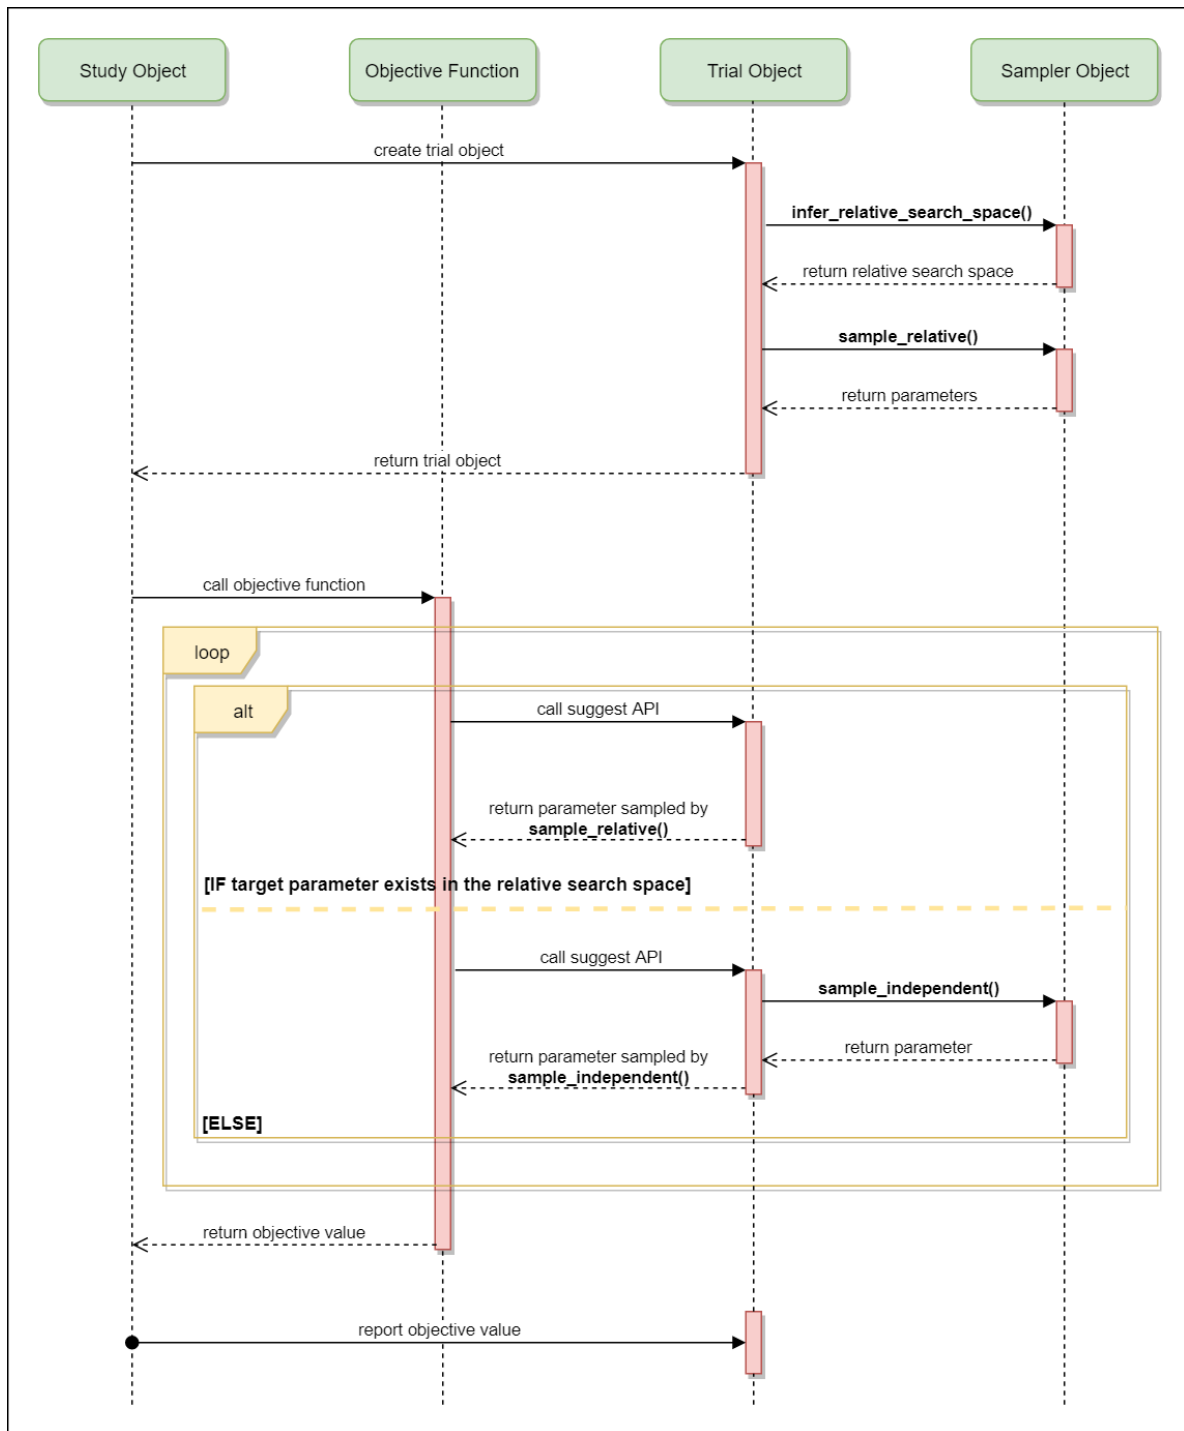 Study Object
Objective Function
Trial Object
Sampler Object
create trial object
infer_relative_search_space()
return relative search space
sample_relative()
return parameters
return trial object
call objective function
loop
alt
call suggest API
return parameter sampled by
sample_relative()
[IF target parameter exists in the relative search space]
call suggest API
sample_independent()
return parameter
return parameter sampled by
sample_independent()
[ELSE]
return objective value
report objective value